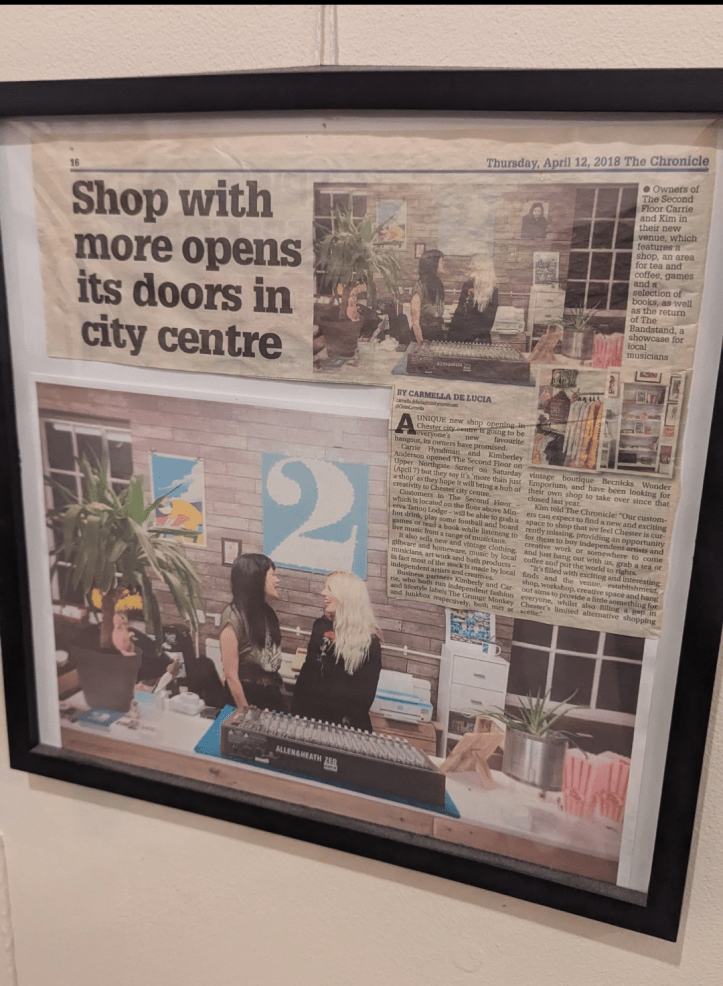 16
Thursday, April 12, 2018 The Chronicle
Shop with
more opens
its doors in
city centre
● Owners of
The Second
Floor Carrie
and Kim in
their new
venue, which
features a
shop, an area
for tea and
coffee, games
and a
selection of
books, as well
as the return
of The
Bandstand, a
showcase for
local
musicians
BY CARMELLA DE LUCIA
A UNIQUE new shop opening in
Chester city centre is going to be
everyone's new favourite
hangout, its owners have promised.
Carrie Hyndman and Kimberley
Anderson opened The Second Floor on
Upper Northgate Street on Saturday
(April 7) but they say it's 'more than just
a shop' as they hope it will bring a hub of
creativity to Chester city centre.
Customers in The Second Floor –
which is located on the floors above Min-
erva Tattoo Lodge – will be able to grab a
hot drink, play some football and board
games or read a book while listening to
live music from a range of musicians.
It also sells new and vintage clothing,
giftware and homeware, music by local
musicians, art work and bath products –
in fact most of the stock is made by local
independent artists and creatives.
Business partners Kimberly and Car-
rie, who both run independent fashion
and lifestyle labels The Grunge Monkey
and Junkbox respectively, both met at
vintage boutique Becnicks Wonder
Emporium, and have been looking for
their own shop to take over since that
closed last year.
Kim told The Chronicle: "Our custom-
ers can expect to find a new and exciting
space to shop that we feel Chester is cur-
rently missing, providing an opportunity
for them to buy independent artists and
creative work or somewhere to come
and just hang out with us, grab a tea or
coffee and put the world to rights.
"It's filled with exciting and interesting
finds and the very establishment,
shop, workshop, creative space and hang
out aims to provide a little something for
everyone, whilst also filling a gap in
Chester's limited alternative shopping
scene."
2
ALLEN&HEATH ZED